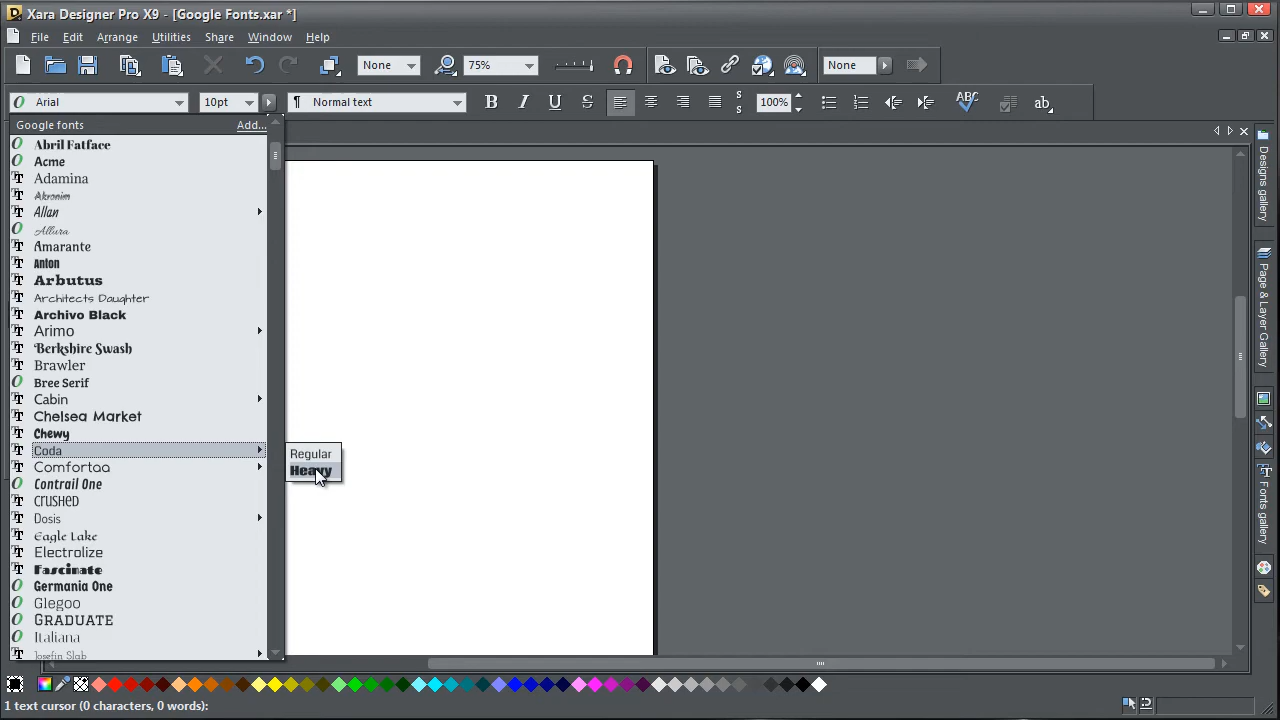 Xara Designer Pro X9 - [Google Fonts.xar *]
File Edit Arrange Utilities Share Window Help
None 75% None
Arial 10pt ¶ Normal text B I U S S S 100% ABC ab,
Google fonts Add...
Abril Fatface
Acme
Adamina
Akronim
Allan
Allura
Amarante
Anton
Arbutus
Architects Daughter
Archivo Black
Arimo
Berkshire Swash
Brawler
Bree Serif
Cabin
Chelsea Market
Chewy
Coda
Regular
Heavy
Comfortaa
Contrail One
Crushed
Dosis
Eagle Lake
Electrolize
Fascinate
Germania One
Glegoo
GRADUATE
Italiana
Josefin Slab
Designs gallery
Page & Layer Gallery
Fonts gallery
1 text cursor (0 characters, 0 words):